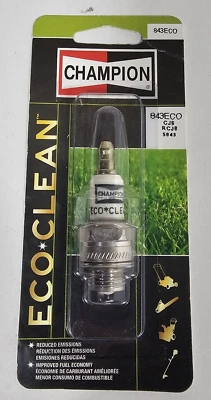 843ECO
CHAMPION
®
843ECO
CJ8
RCJ8
5843
CHAMPION
ECO★CLEAN
ECO★CLEAN
REDUCED EMISSIONS
RÉDUCTION DES ÉMISSIONS
EMISIONES REDUCIDAS
IMPROVED FUEL ECONOMY
ÉCONOMIE DE CARBURANT AMÉLIORÉE
MENOR CONSUMO DE COMBUSTIBLE